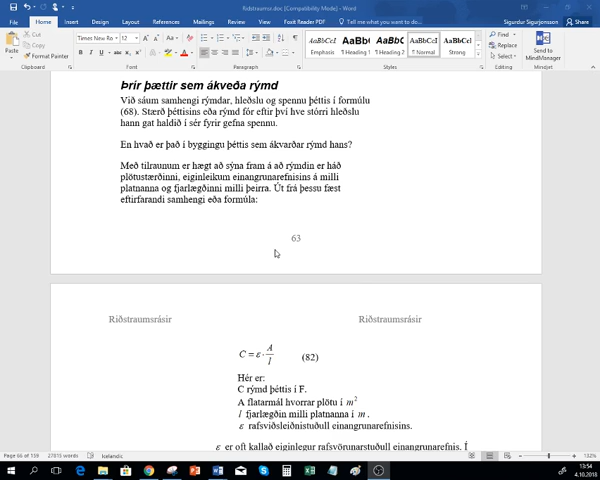 Ridstraumur.doc [Compatibility Mode] - Word
Sigurdur Sigurjonsson
File Home Insert Design Layout References Mailings Review View Foxit Reader PDF Tell me what you want to do... Share
Cut
Copy
Format Painter
Paste
Clipboard
Times New Ro 12
Font
Paragraph
AaBbCcI AaBb( AaBbC AaBbCcI AaBbCcl
Emphasis ¶ Heading 1 ¶ Heading 2 ¶ Normal Strong
Styles
Find
Replace
Select
Editing
Send to
MindManager
Mindjet
Þrír þættir sem ákveða rýmd
Við sáum samhengi rýmdar, hleðslu og spennu þéttis í formúlu
(68). Stærð þéttisins eða rýmd fór eftir því hve stórri hleðslu
hann gat haldið í sér fyrir gefna spennu.
En hvað er það í byggingu þéttis sem ákvarðar rýmd hans?
Með tilraunum er hægt að sýna fram á að rýmdin er háð
plötustærðinni, eiginleikum einangrunarefnisins á milli
platnanna og fjarlægðinni milli þeirra. Út frá þessu fæst
eftirfarandi samhengi eða formúla:
63
Riðstraumsrásir Riðstraumsrásir
C = ε · A/l (82)
Hér er:
C rýmd þéttis í F.
A flatarmál hvorrar plötu í m²
l fjarlægðin milli platnanna í m.
ε rafsviðsleiðnistuðull einangrunarefnisins.
ε er oft kallað eiginlegur rafsvörunarstuðull einangrunarefnis. Í
Page 66 of 159 27815 words Icelandic
132%
13:54
4.10.2018